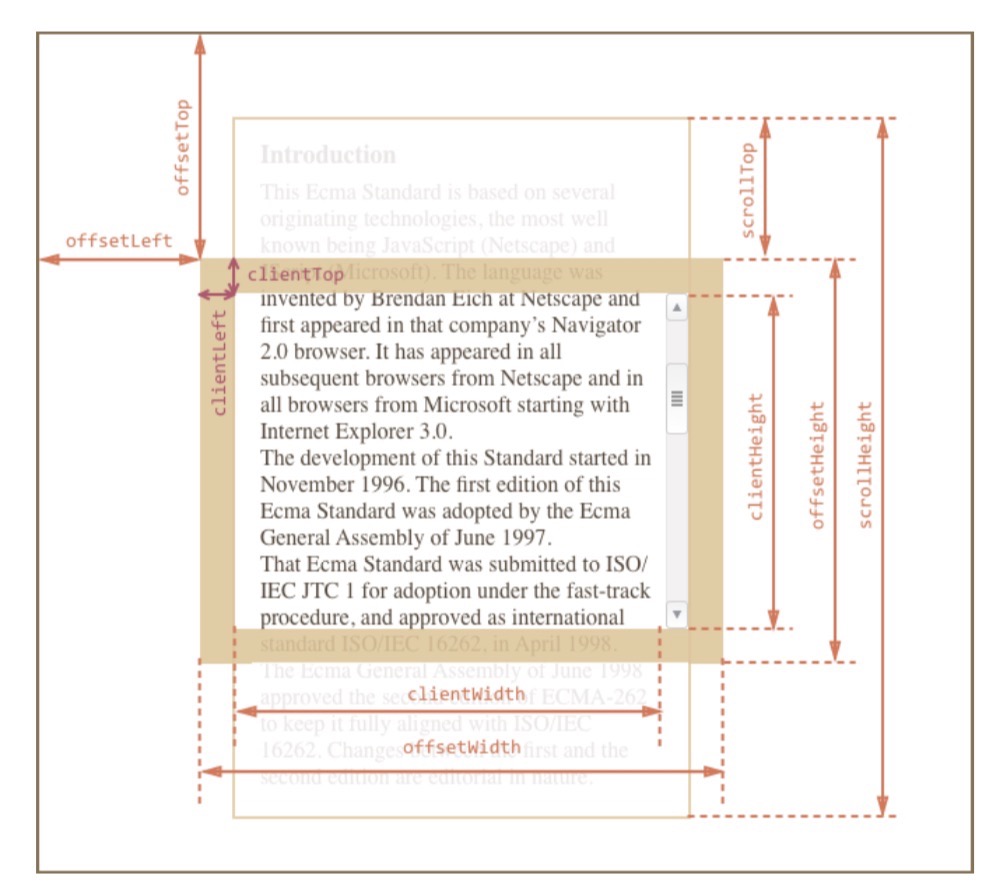 offsetTop
offsetLeft
scrollTop
Introduction
This Ecma Standard is based on several
originating technologies, the most well
known being JavaScript (Netscape) and
(Microsoft). The language was
clientTop
clientLeft
invented by Brendan Eich at Netscape and
first appeared in that company's Navigator
2.0 browser. It has appeared in all
subsequent browsers from Netscape and in
all browsers from Microsoft starting with
Internet Explorer 3.0.
The development of this Standard started in
November 1996. The first edition of this
Ecma Standard was adopted by the Ecma
General Assembly of June 1997.
That Ecma Standard was submitted to ISO/
IEC JTC 1 for adoption under the fast-track
procedure, and approved as international
standard ISO/IEC 16262, in April 1998.
The Ecma General Assembly of June 1998
approved the second edition of ECMA-262
to keep it fully aligned with ISO/IEC
16262. Changes between the first and the
second edition are editorial in nature.
clientWidth
offsetWidth
clientHeight
offsetHeight
scrollHeight